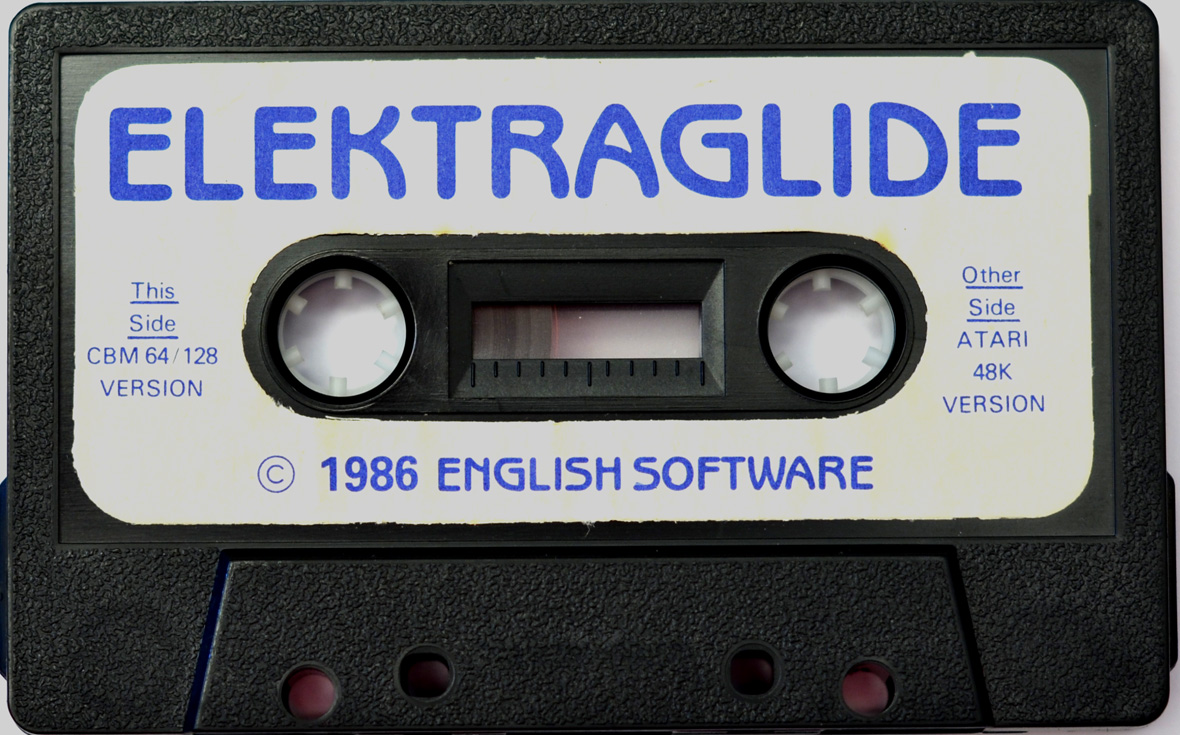 ELEKTRAGLIDE
This
Side
CBM 64/128
VERSION
Other
Side
ATARI
48K
VERSION
© 1986 ENGLISH SOFTWARE